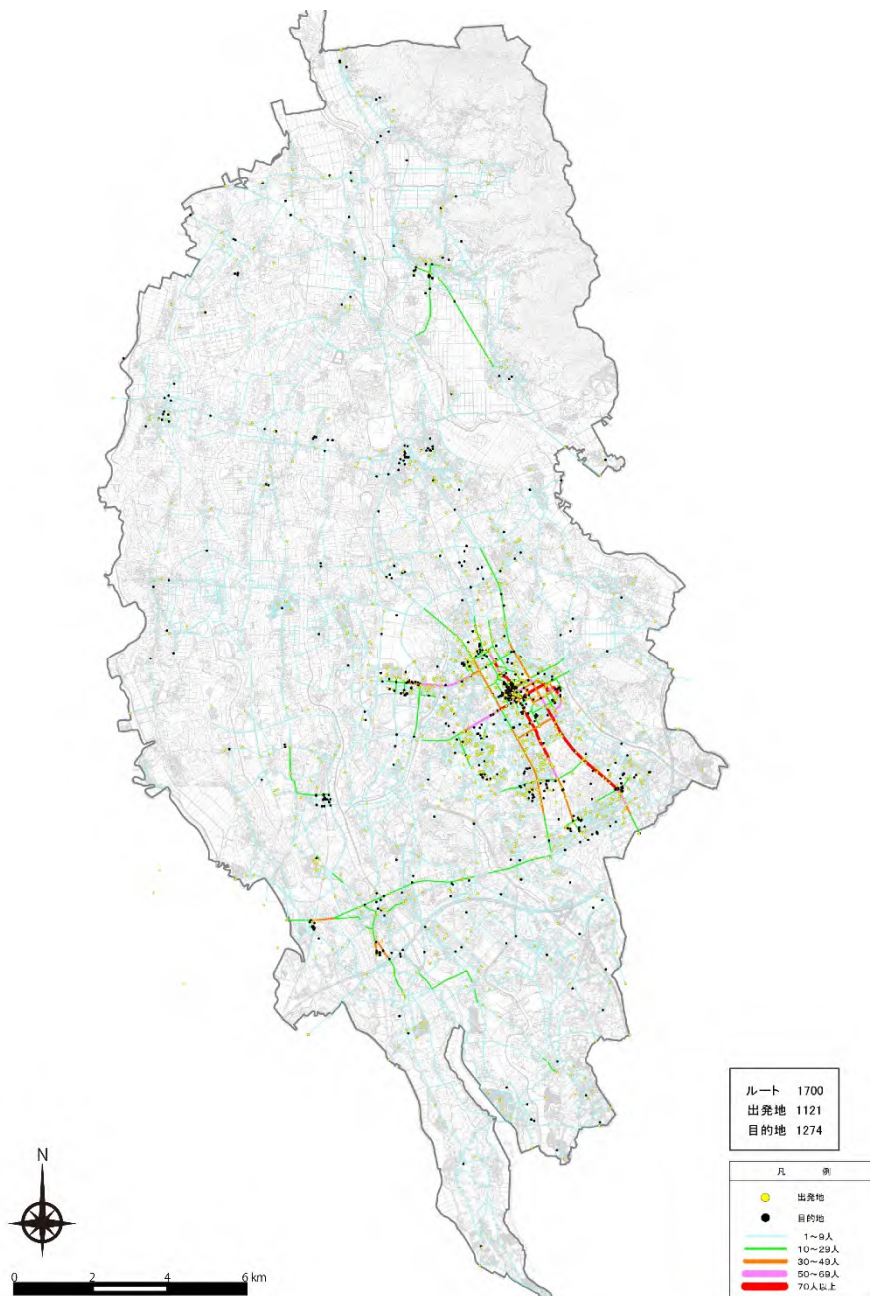 ルート 1700
出発地 1121
目的地 1274
凡 例
出発地
目的地
1~9人
10~29人
30~49人
50~69人
70人以上
N
0 2 4 6 km